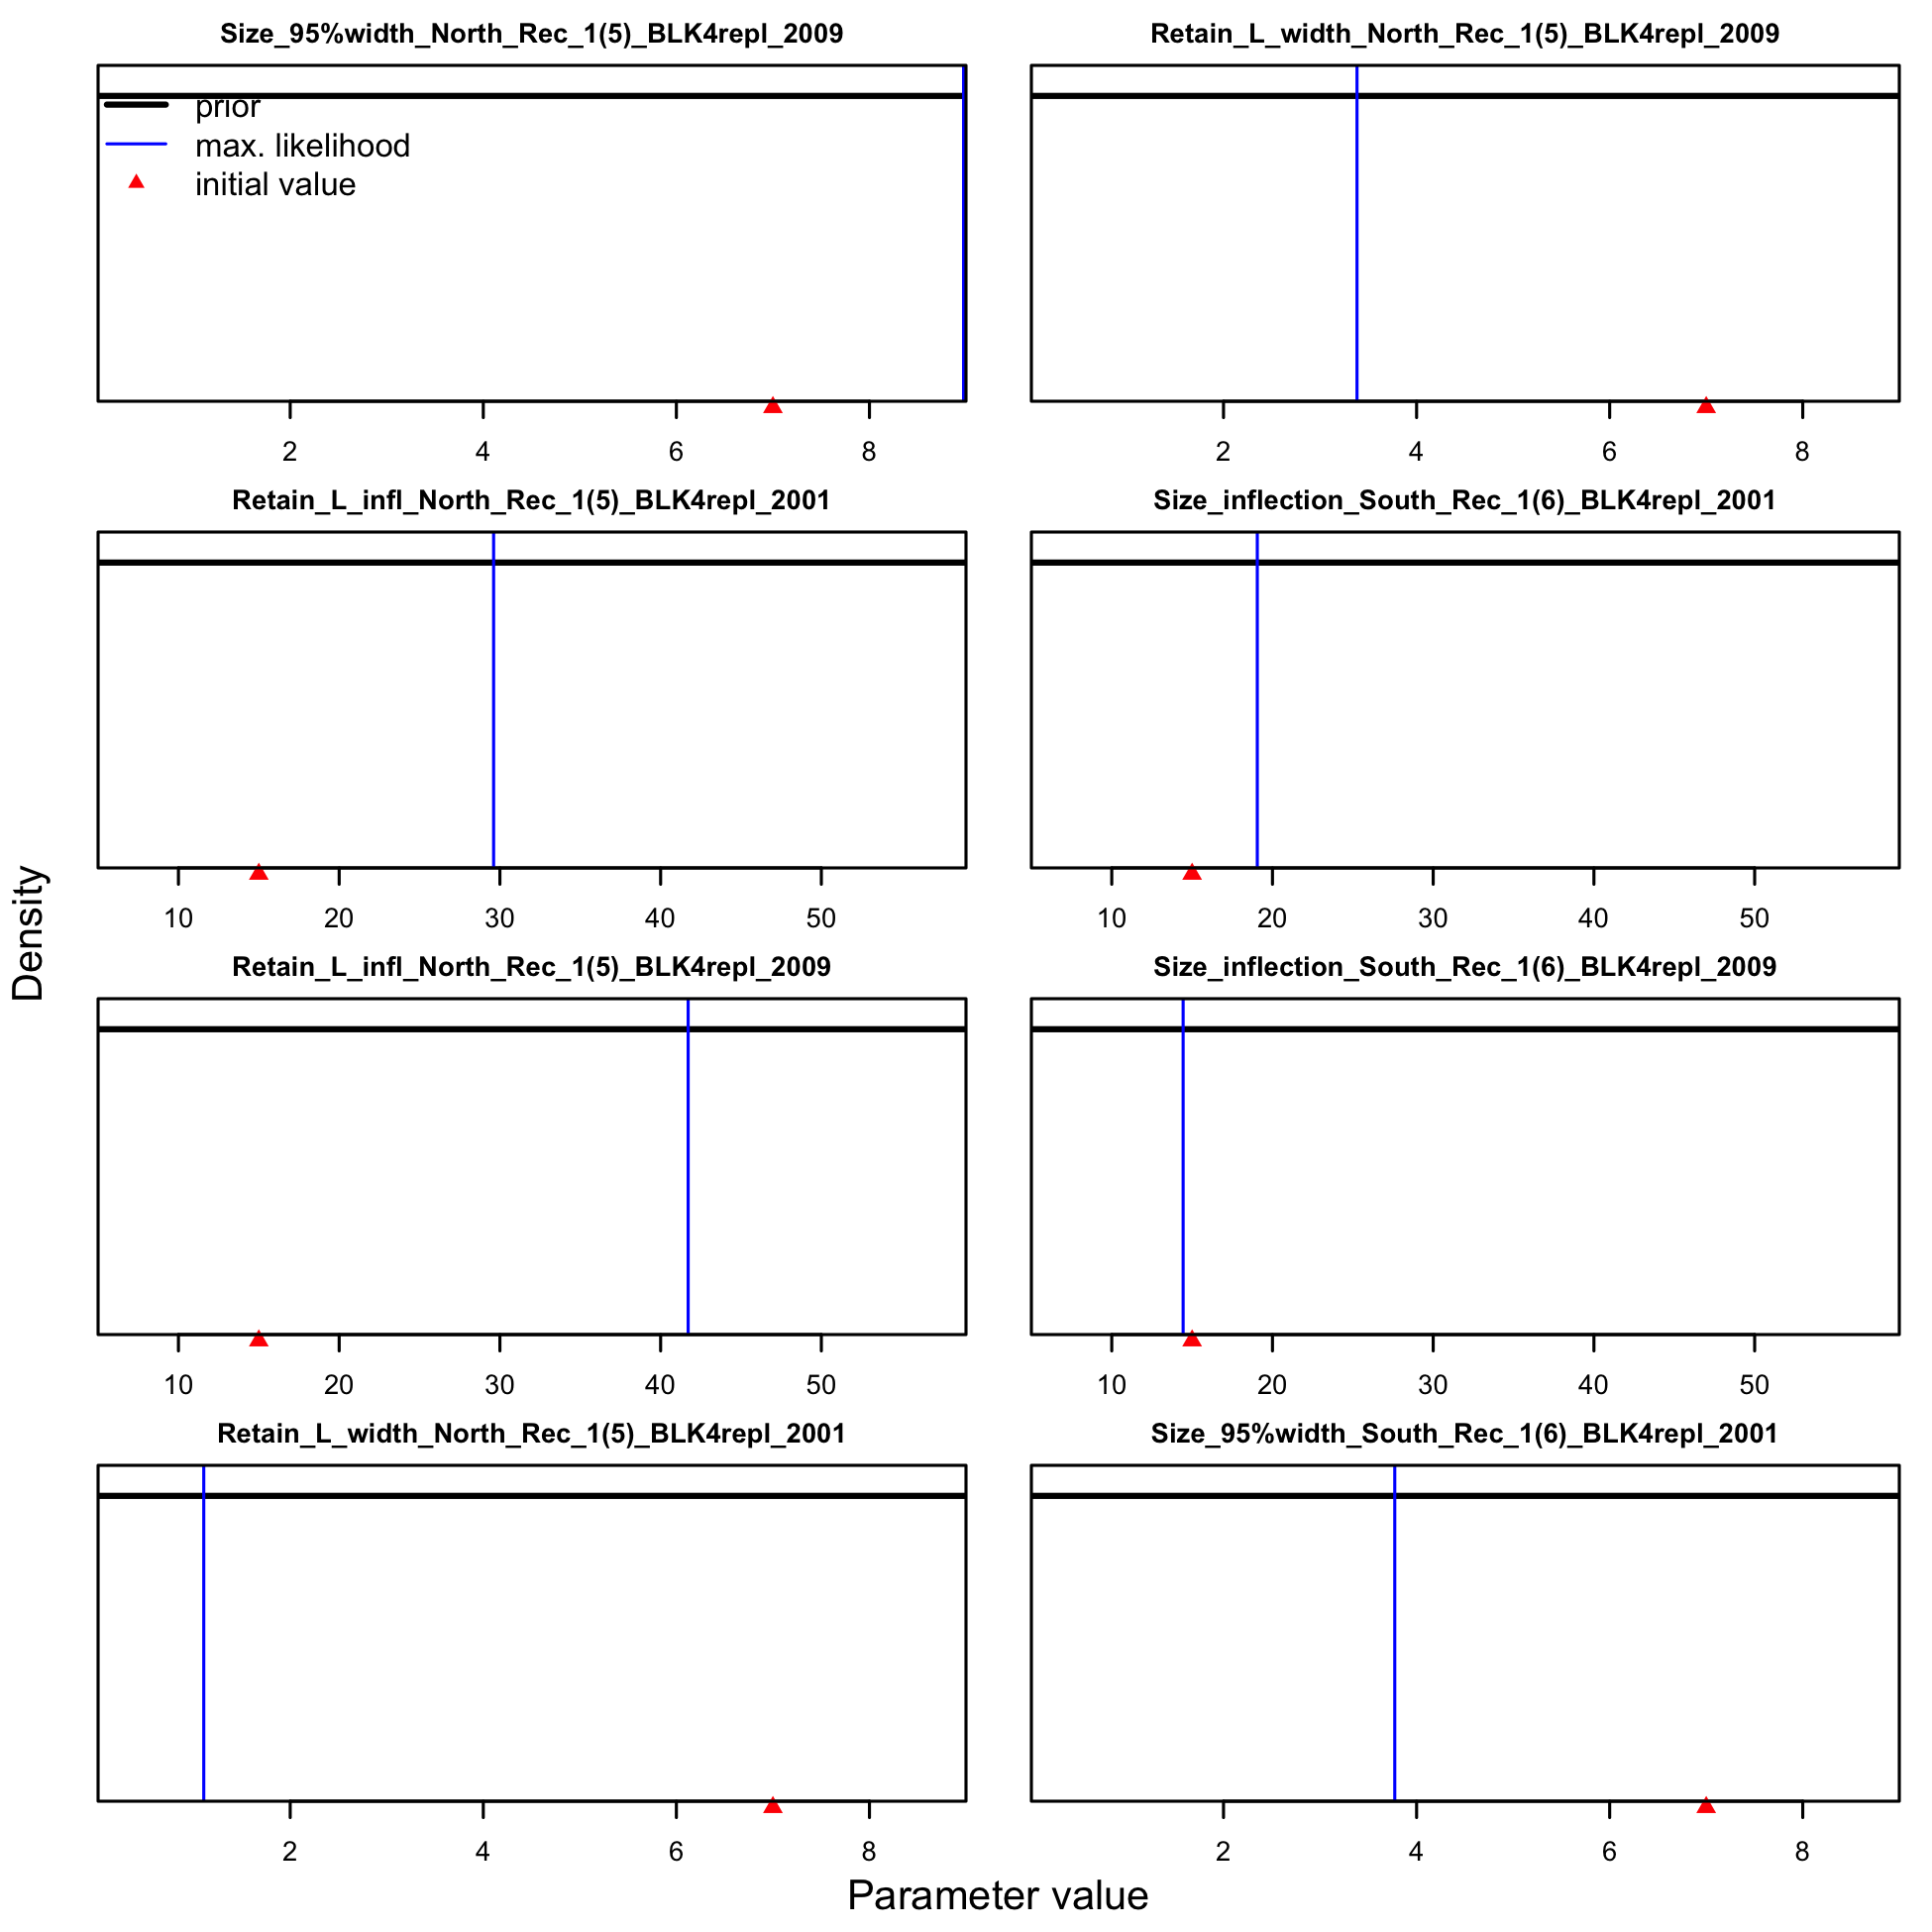 Size_95%width_North_Rec_1(5)_BLK4repl_2009
prior
max. likelihood
initial value
2 4 6 8
Retain_L_width_North_Rec_1(5)_BLK4repl_2009
2 4 6 8
Retain_L_infl_North_Rec_1(5)_BLK4repl_2001
10 20 30 40 50
Size_inflection_South_Rec_1(6)_BLK4repl_2001
10 20 30 40 50
Density
Retain_L_infl_North_Rec_1(5)_BLK4repl_2009
10 20 30 40 50
Size_inflection_South_Rec_1(6)_BLK4repl_2009
10 20 30 40 50
Retain_L_width_North_Rec_1(5)_BLK4repl_2001
2 4 6 8
Size_95%width_South_Rec_1(6)_BLK4repl_2001
2 4 6 8
Parameter value